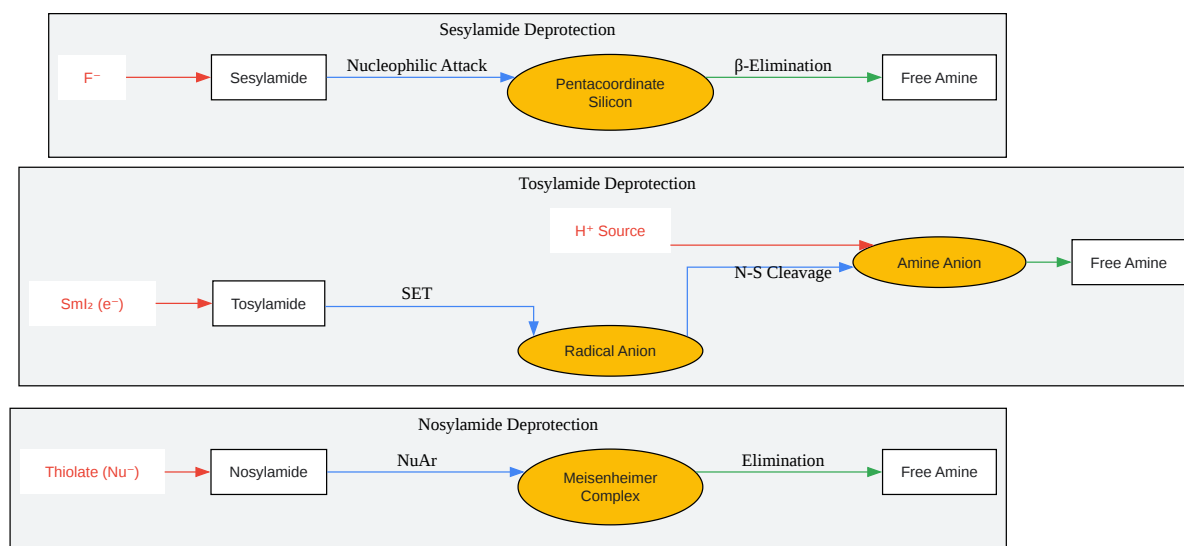 Sesylamide Deprotection
F⁻
Sesylamide
Nucleophilic Attack
Pentacoordinate
Silicon
β-Elimination
Free Amine
Tosylamide Deprotection
H⁺ Source
SmI₂ (e⁻)
Tosylamide
SET
Radical Anion
N-S Cleavage
Amine Anion
Free Amine
Nosylamide Deprotection
Thiolate (Nu⁻)
Nosylamide
NuAr
Meisenheimer
Complex
Elimination
Free Amine